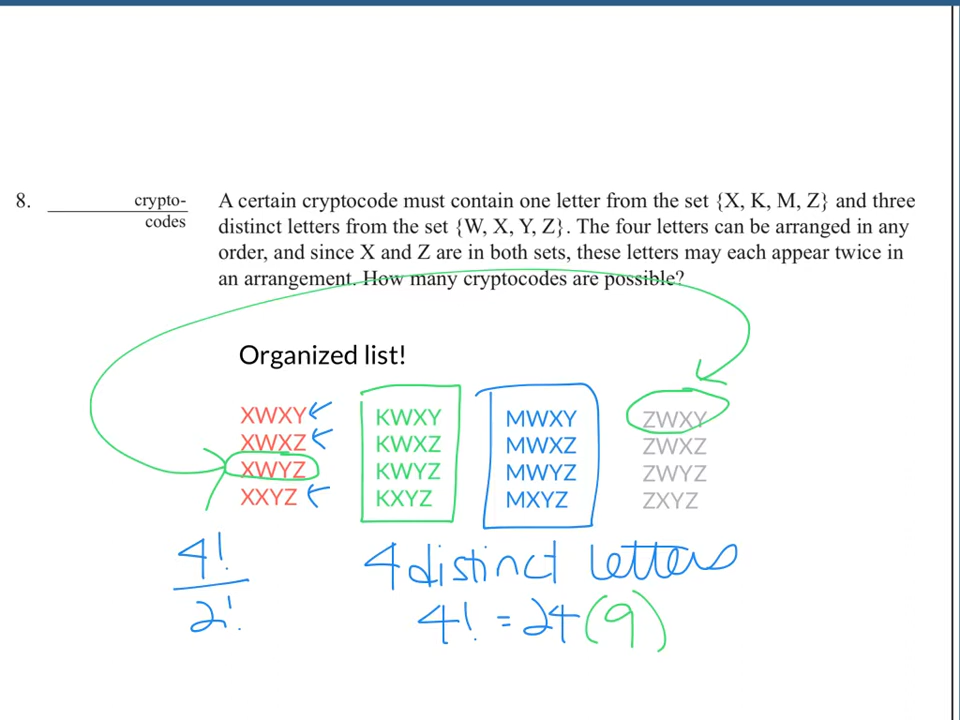 8. crypto-
codes
A certain cryptocode must contain one letter from the set {X, K, M, Z} and three
distinct letters from the set {W, X, Y, Z}. The four letters can be arranged in any
order, and since X and Z are in both sets, these letters may each appear twice in
an arrangement. How many cryptocodes are possible?
Organized list!
XWXY KWXY MWXY ZWXY
XWXZ KWXZ MWXZ ZWXZ
XWYZ KWYZ MWYZ ZWYZ
XXYZ KXYZ MXYZ ZXYZ
4!
2!
4 distinct letters
4! = 24 (9)